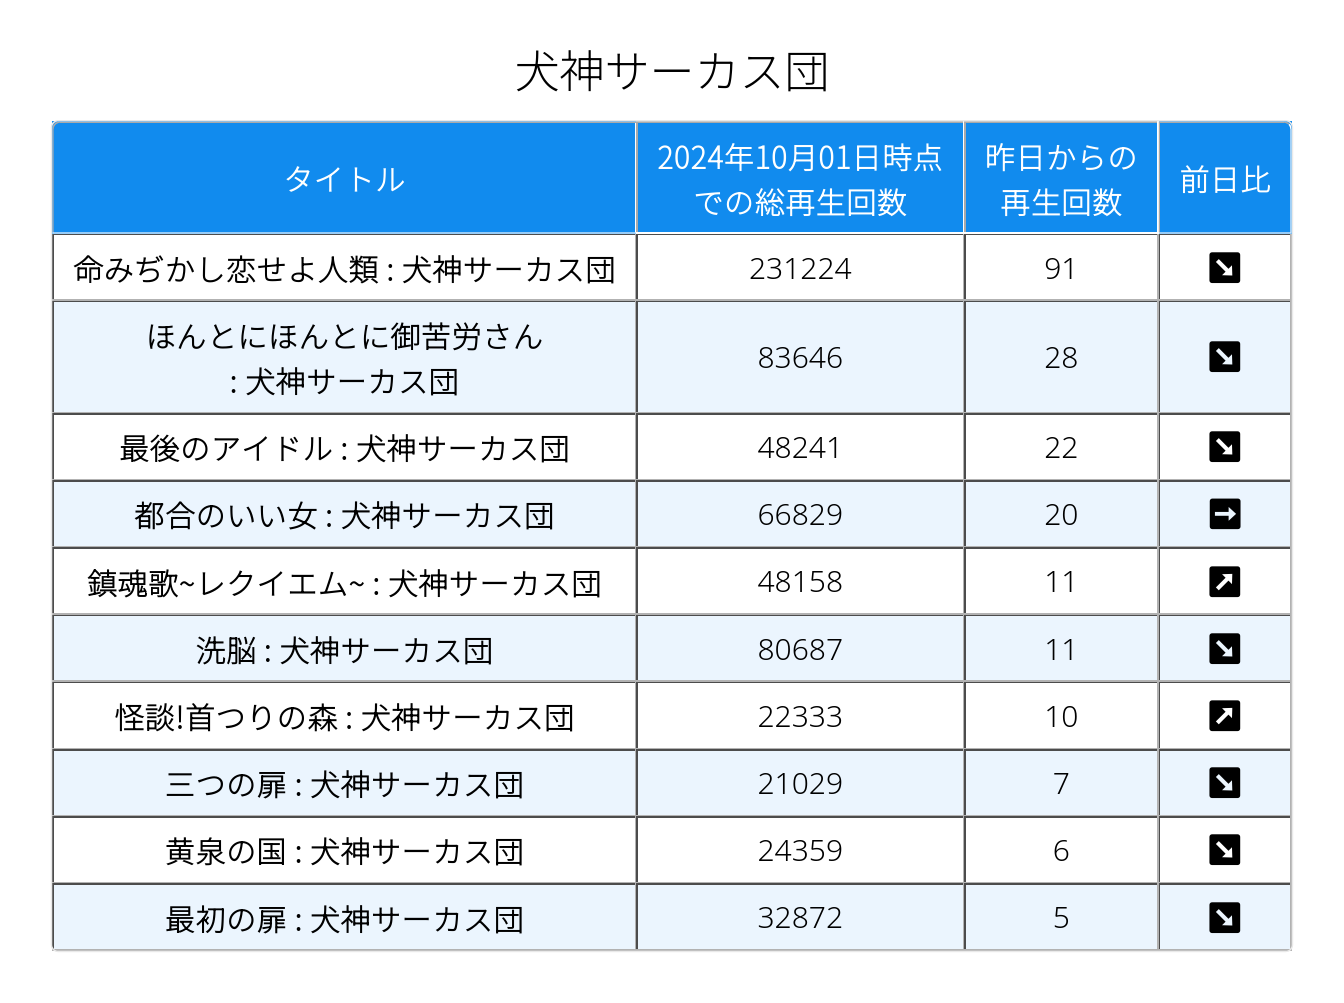 犬神サーカス団
タイトル
2024年10月01日時点
での総再生回数
昨日からの
再生回数
前日比
命みぢかし恋せよ人類 : 犬神サーカス団
231224
91
↘
ほんとにほんとに御苦労さん
: 犬神サーカス団
83646
28
↘
最後のアイドル : 犬神サーカス団
48241
22
↘
都合のいい女 : 犬神サーカス団
66829
20
→
鎮魂歌~レクイエム~ : 犬神サーカス団
48158
11
↗
洗脳 : 犬神サーカス団
80687
11
↘
怪談!首つりの森 : 犬神サーカス団
22333
10
↗
三つの扉 : 犬神サーカス団
21029
7
↘
黄泉の国 : 犬神サーカス団
24359
6
↘
最初の扉 : 犬神サーカス団
32872
5
↘